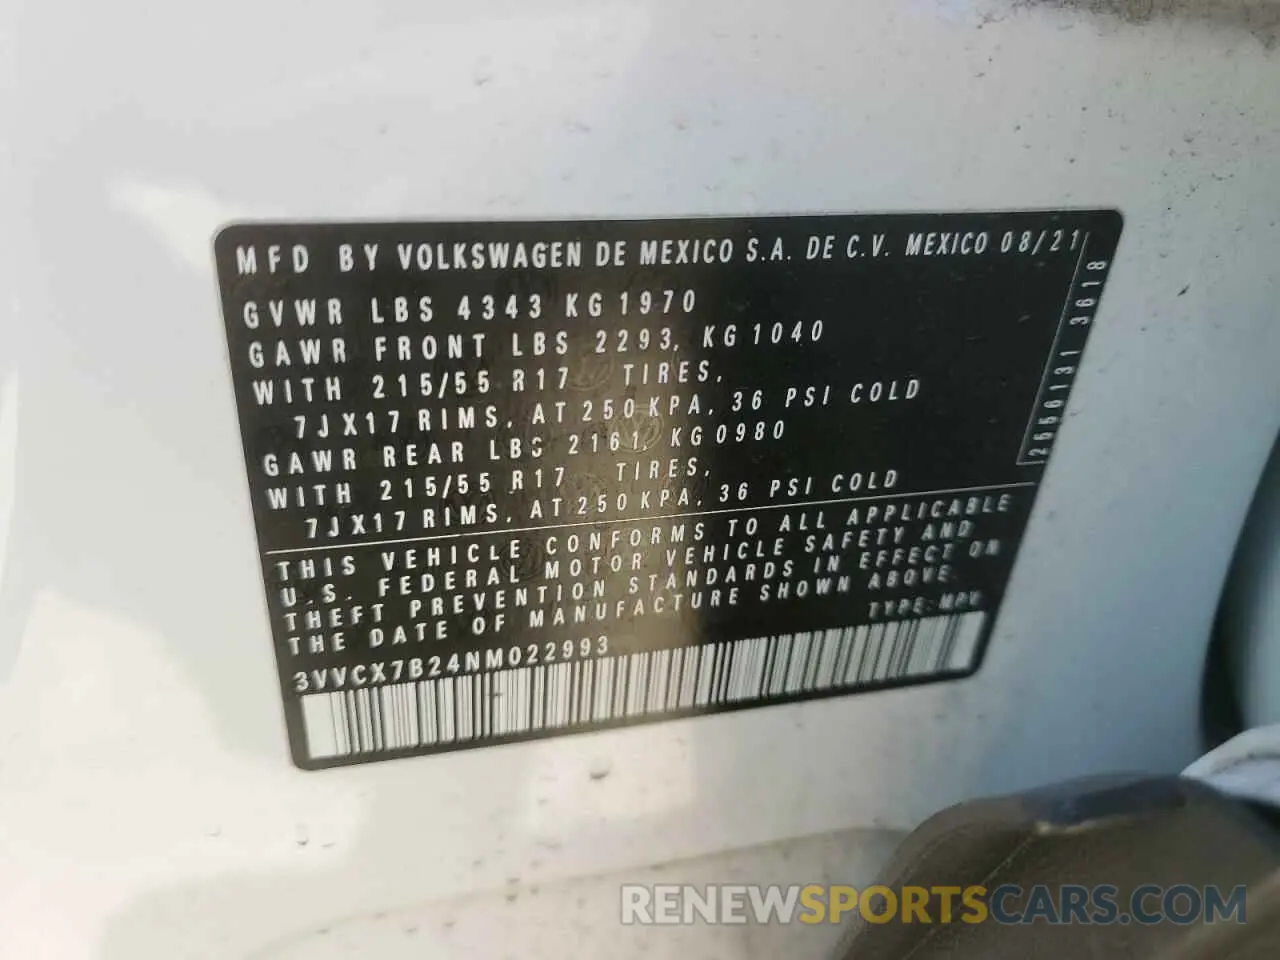 MFD BY VOLKSWAGEN DE MEXICO S.A. DE C.V. MEXICO 08/21
GVWR LBS 4343 KG 1970
GAWR FRONT LBS 2293, KG 1040
WITH 215/55 R17 TIRES,
7JX17 RIMS, AT 250 KPA, 36 PSI COLD
GAWR REAR LBS 2161, KG 0980
WITH 215/55 R17 TIRES,
7JX17 RIMS, AT 250 KPA, 36 PSI COLD
THIS VEHICLE CONFORMS TO ALL APPLICABLE
U.S. FEDERAL MOTOR VEHICLE SAFETY AND
THEFT PREVENTION STANDARDS IN EFFECT ON
THE DATE OF MANUFACTURE SHOWN ABOVE.
TYPE: MPV
3VVCX7B24NM022993
2656131 3618
RENEWSPORTSCARS.COM